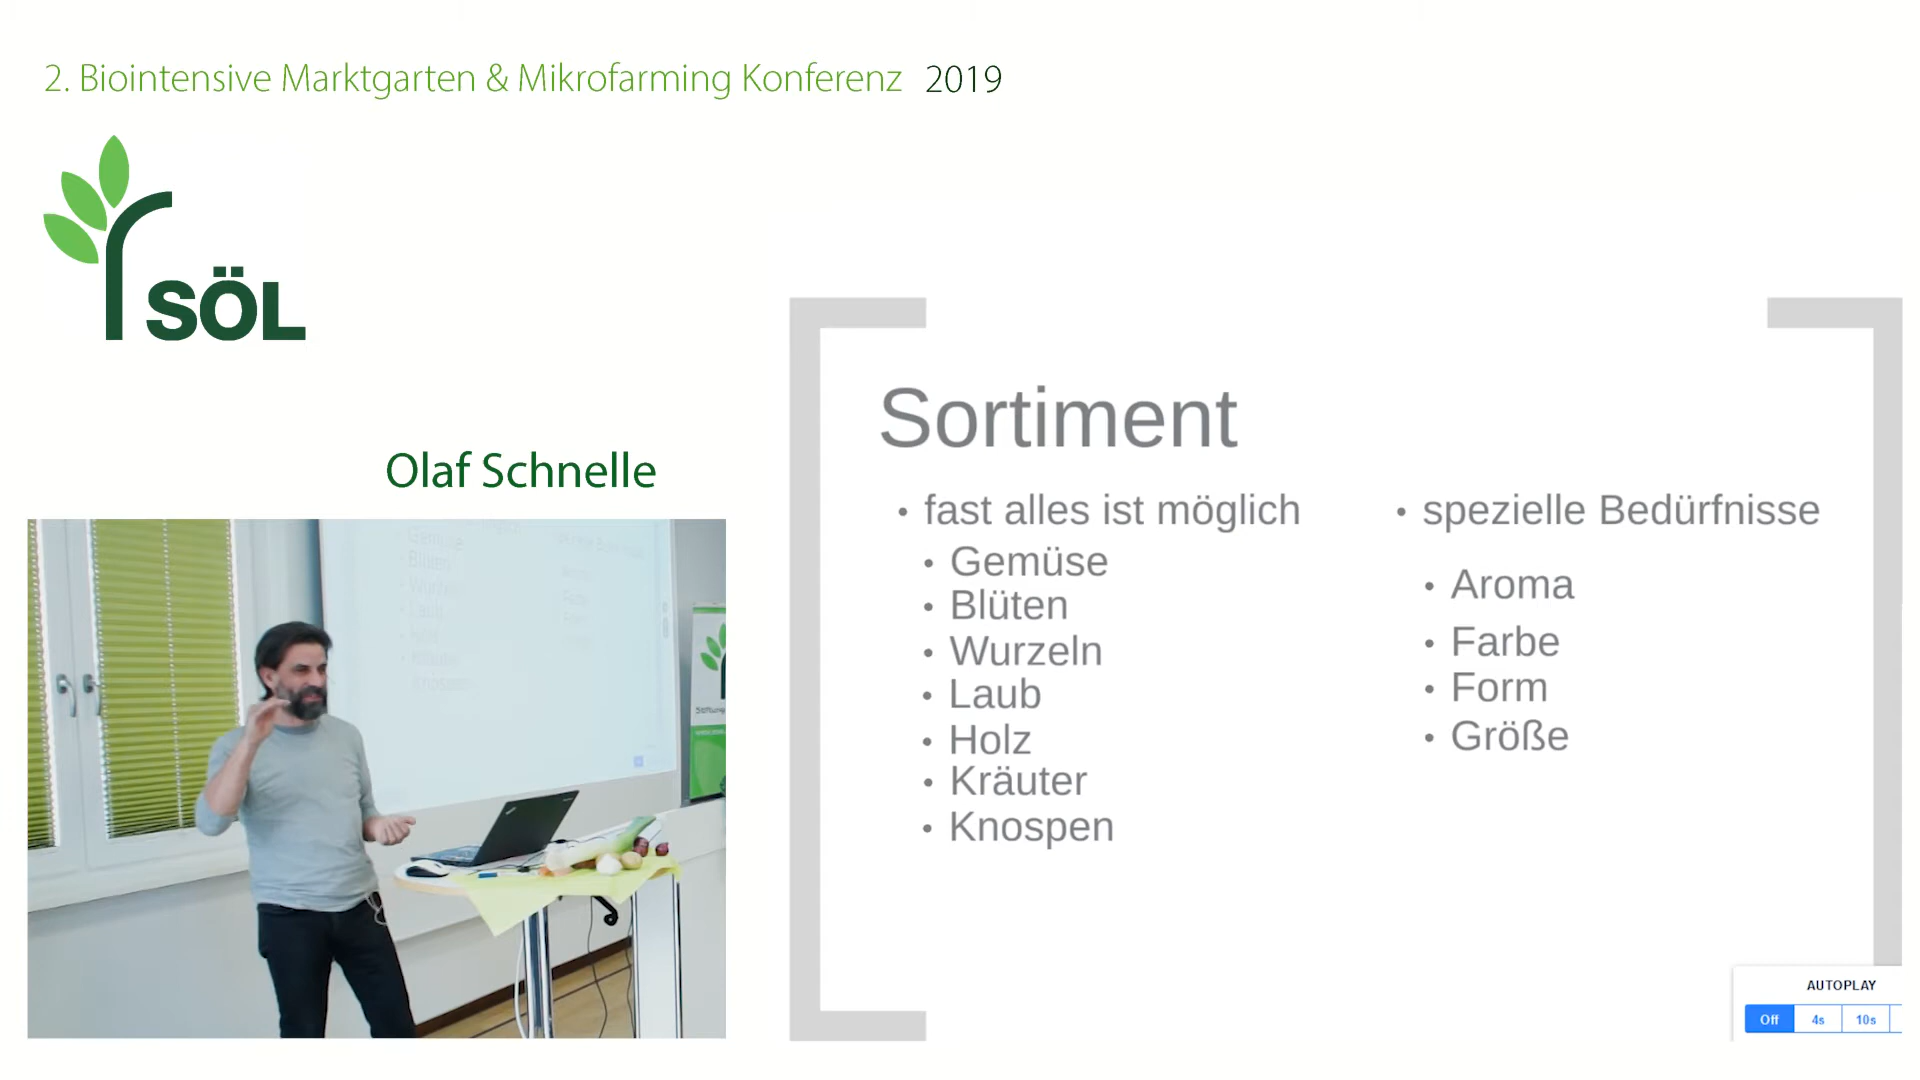 2. Biointensive Marktgarten & Mikrofarming Konferenz 2019
SÖL
Olaf Schnelle
Sortiment
• fast alles ist möglich
• Gemüse
• Blüten
• Wurzeln
• Laub
• Holz
• Kräuter
• Knospen
• spezielle Bedürfnisse
• Aroma
• Farbe
• Form
• Größe
AUTOPLAY
Off 4s 10s